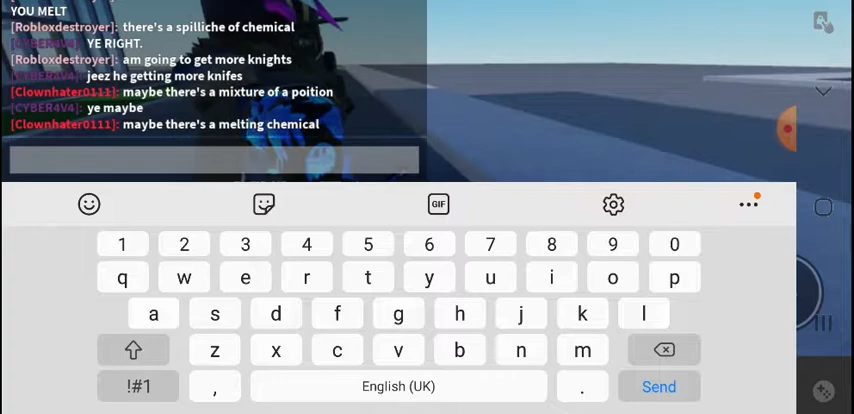 YOU MELT
[Robloxdestroyer]: there's a spilliche of chemical
[CYBER4V4]: YE RIGHT.
[Robloxdestroyer]: am going to get more knights
[CYBER4V4]: jeez he getting more knifes
[Clownhater0111]: maybe there's a mixture of a poition
[CYBER4V4]: ye maybe
[Clownhater0111]: maybe there's a melting chemical
GIF
1 2 3 4 5 6 7 8 9 0
q w e r t y u i o p
a s d f g h j k l
z x c v b n m
!#1 , English (UK) . Send